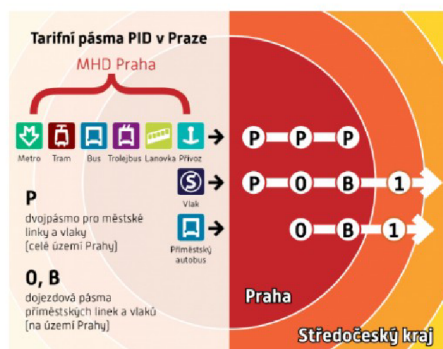 Tarifní pásma PID v Praze
MHD Praha
Metro Tram Bus Trolejbus Lanovka Přívoz
P P P
S
Vlak
P 0 B 1
P
dvojpásmo pro městské
linky a vlaky
(celé území Prahy)
Příměstský
autobus
0 B 1
0, B
dojezdová pásma
příměstských linek a vlaků
(na území Prahy)
Praha
Středočeský kraj